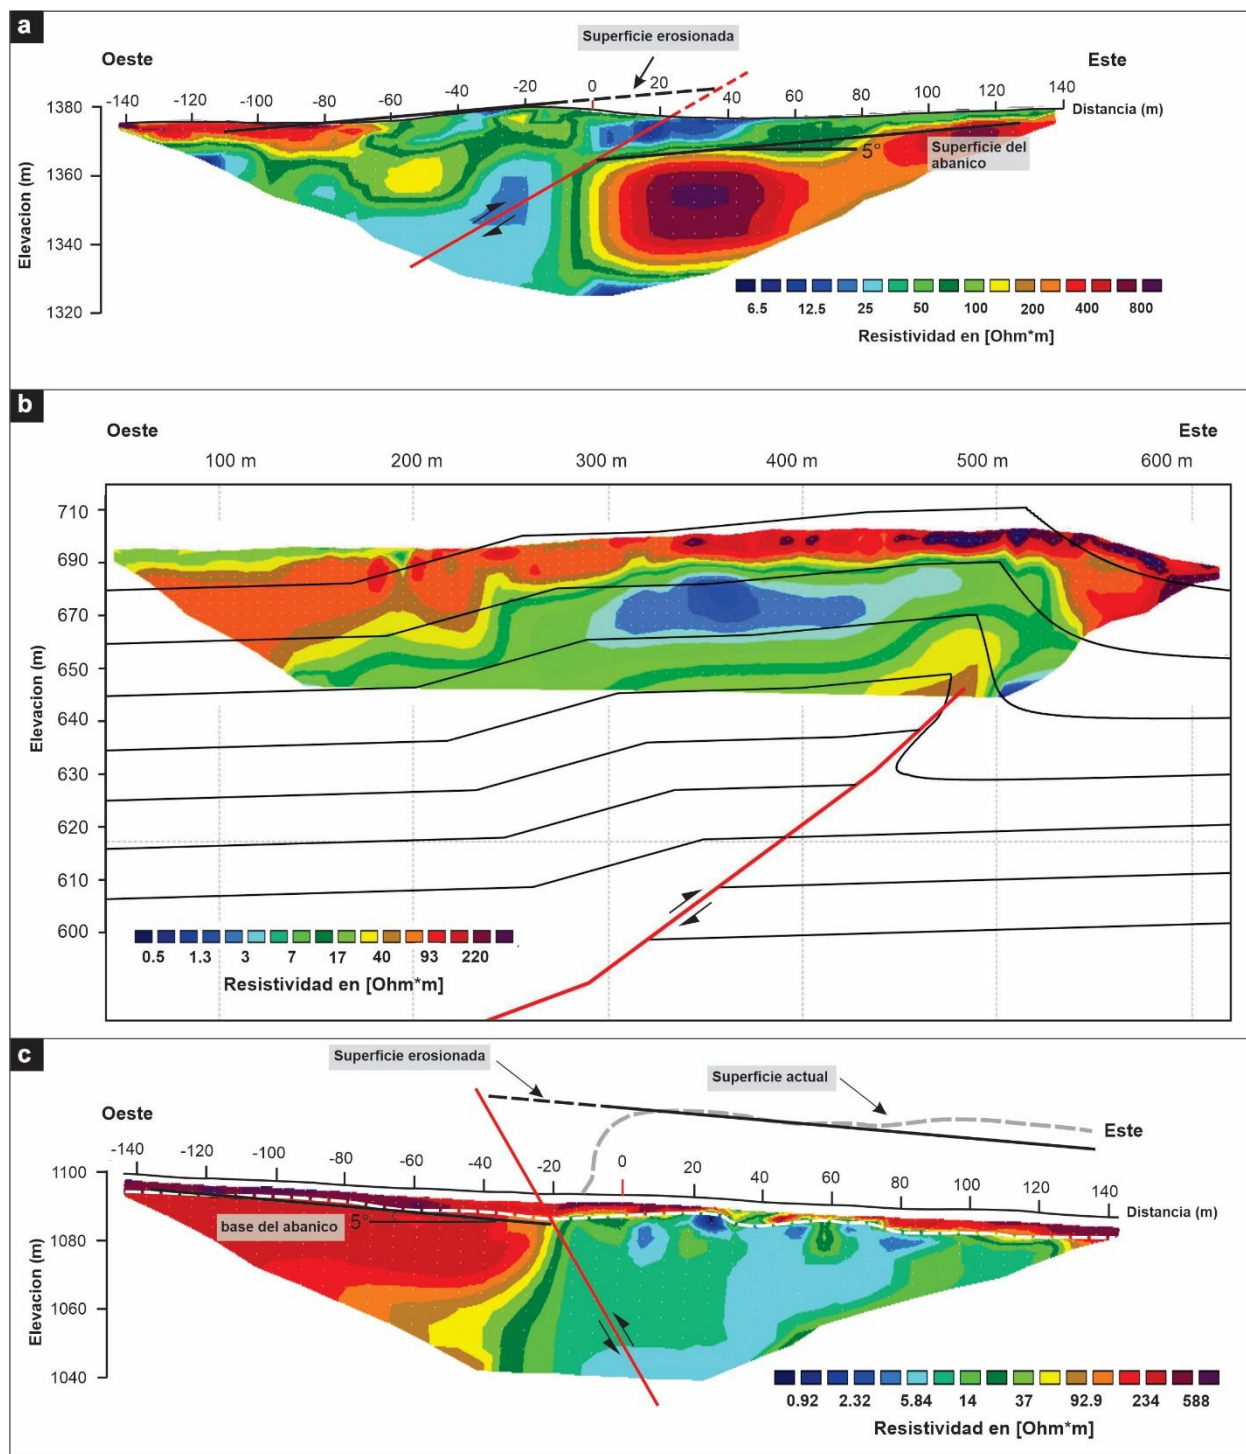 a
Superficie erosionada
Oeste
Este
-140 -120 -100 -80 -60 -40 -20 0 20 40 60 80 100 120 140
Distancia (m)
1380
1360
1340
1320
Elevacion (m)
5°
Superficie del
abanico
6.5 12.5 25 50 100 200 400 800
Resistividad en [Ohm*m]
b
Oeste
Este
100 m 200 m 300 m 400 m 500 m 600 m
710
690
670
650
640
630
620
610
600
Elevacion (m)
0.5 1.3 3 7 17 40 93 220
Resistividad en [Ohm*m]
c
Superficie erosionada
Superficie actual
Oeste
Este
-140 -120 -100 -80 -60 -40 -20 0 20 40 60 80 100 120 140
Distancia (m)
1100
1080
1060
1040
Elevacion (m)
base del abanico
5°
0.92 2.32 5.84 14 37 92.9 234 588
Resistividad en [Ohm*m]